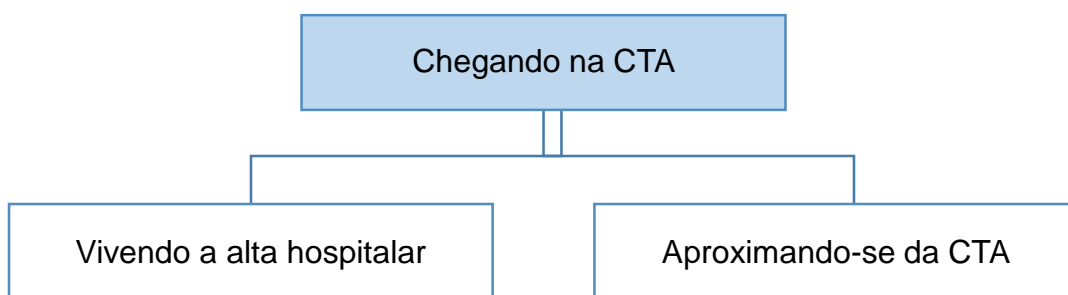 Chegando na CTA
Vivendo a alta hospitalar
Aproximando-se da CTA